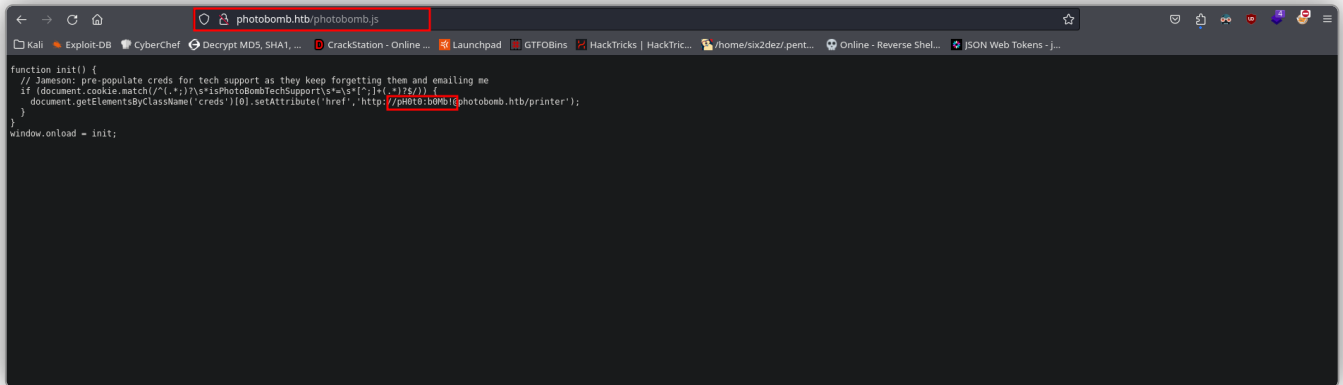 photobomb.htb/photobomb.js
Kali Exploit-DB CyberChef Decrypt MD5, SHA1, ... CrackStation - Online ... Launchpad GTFOBins HackTricks | HackTric... /home/six2dez/.pent... Online - Reverse Shel... JSON Web Tokens - j...
function init() {
// Jameson: pre-populate creds for tech support as they keep forgetting them and emailing me
if (document.cookie.match(/^(.*;)?\s*isPhotoBombTechSupport\s*=\s*[^;]+(.*)?$/)) {
document.getElementsByClassName('creds')[0].setAttribute('href','http://pH0t0:b0Mb!@photobomb.htb/printer');
}
}
window.onload = init;